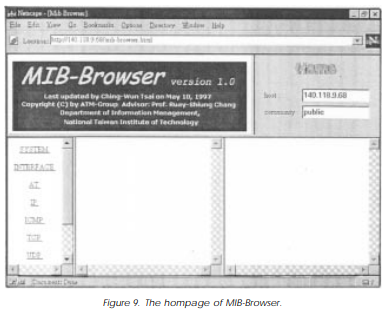 Netscape - [Mib Browser]
File Edit View Go Bookmarks Options Directory Window Help
Location: http://140.118.9.68/mib-browser.html
MIB-Browser version 1.0
Last updated by Ching-Wun Tsai on May 10, 1997
Copyright (C) by ATM-Group Advisor: Prof. Ruey-Shiung Chang
Department of Information Management,
National Taiwan Institute of Technology
host
140.118.9.68
community
public
SYSTEM
INTERFACE
AT
IP
ICMP
TCP
UDP
Document: Done
Figure 9. The hompage of MIB-Browser.